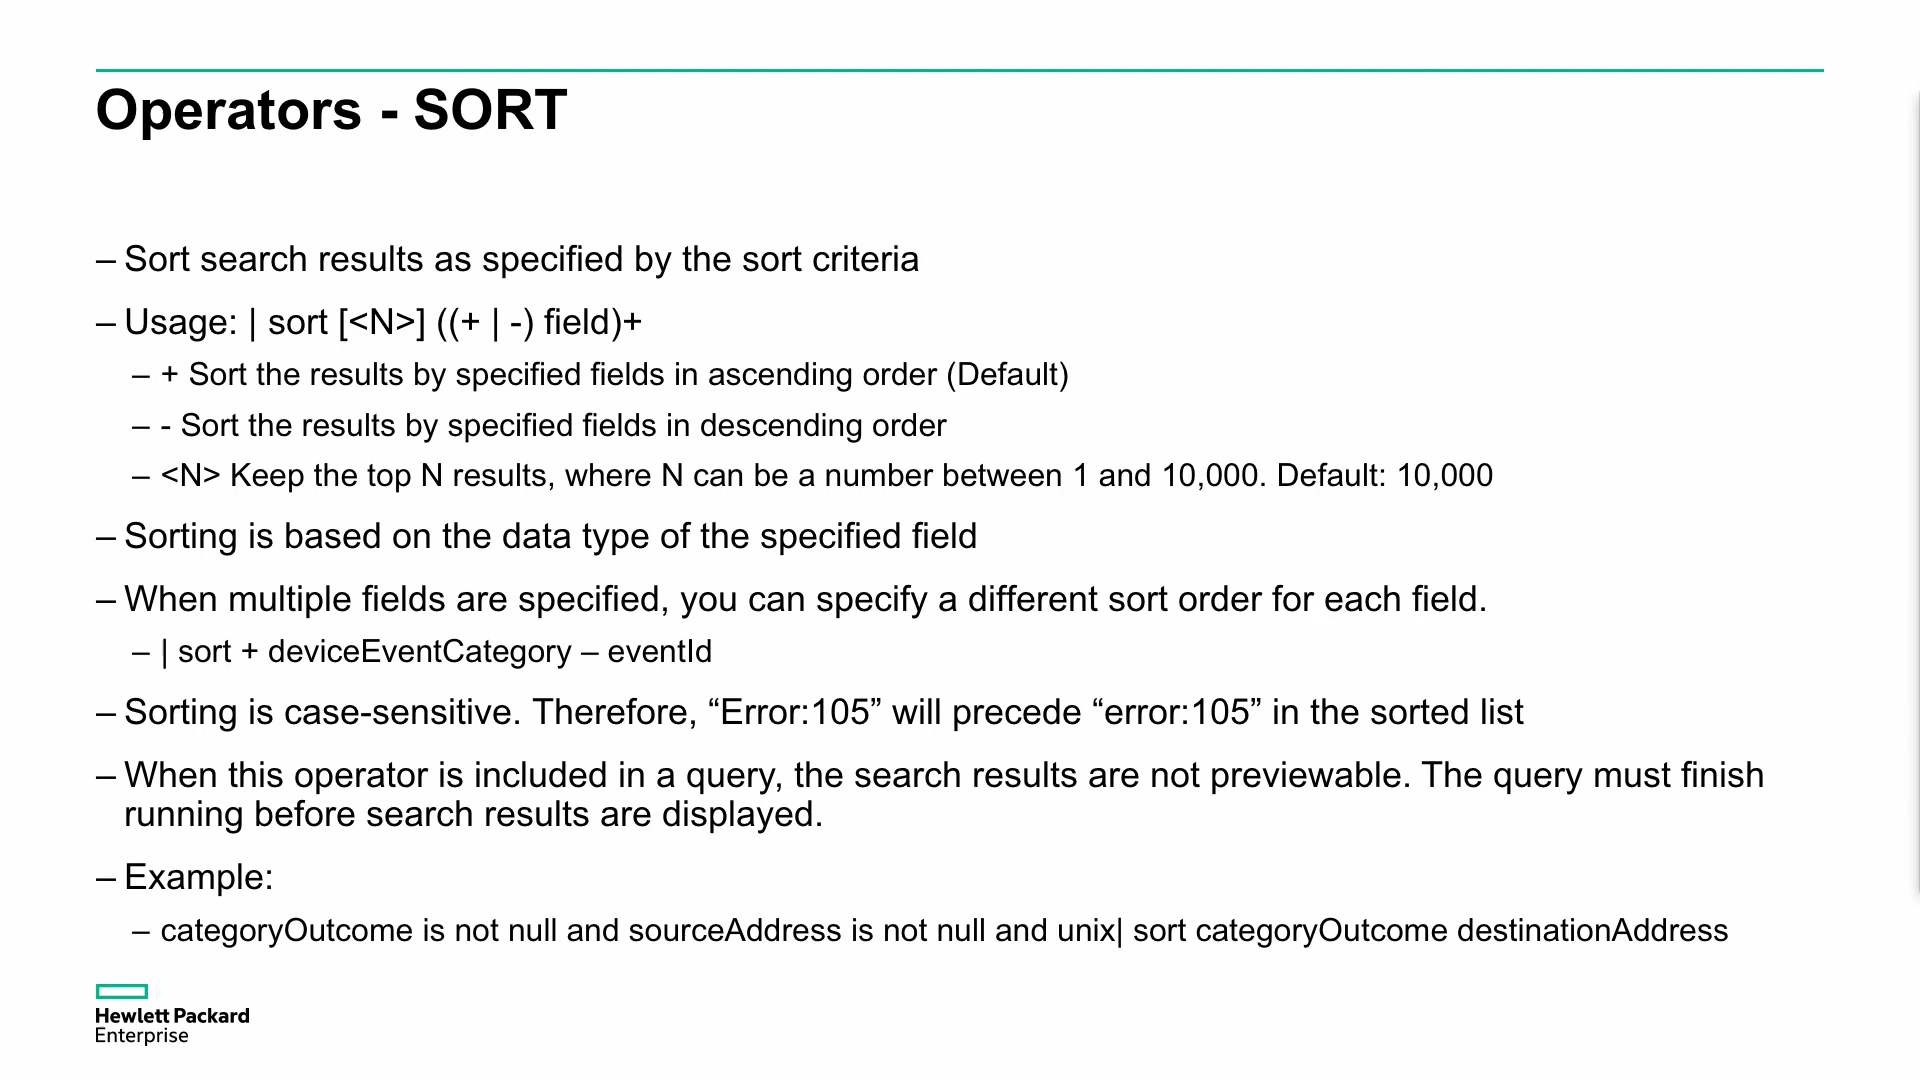 Operators - SORT
– Sort search results as specified by the sort criteria
– Usage: | sort [<N>] ((+ | -) field)+
– + Sort the results by specified fields in ascending order (Default)
– - Sort the results by specified fields in descending order
– <N> Keep the top N results, where N can be a number between 1 and 10,000. Default: 10,000
– Sorting is based on the data type of the specified field
– When multiple fields are specified, you can specify a different sort order for each field.
– | sort + deviceEventCategory – eventId
– Sorting is case-sensitive. Therefore, “Error:105” will precede “error:105” in the sorted list
– When this operator is included in a query, the search results are not previewable. The query must finish
running before search results are displayed.
– Example:
– categoryOutcome is not null and sourceAddress is not null and unix| sort categoryOutcome destinationAddress
Hewlett Packard
Enterprise